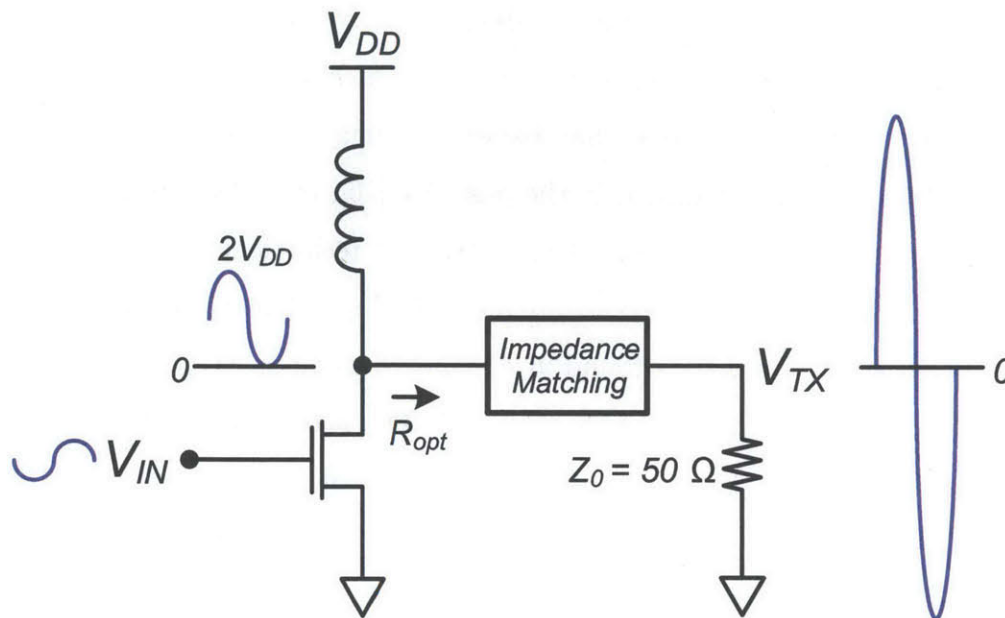 V_DD
2V_DD
0
Impedance
Matching
V_TX
0
R_opt
V_IN
Z_0 = 50 Ω